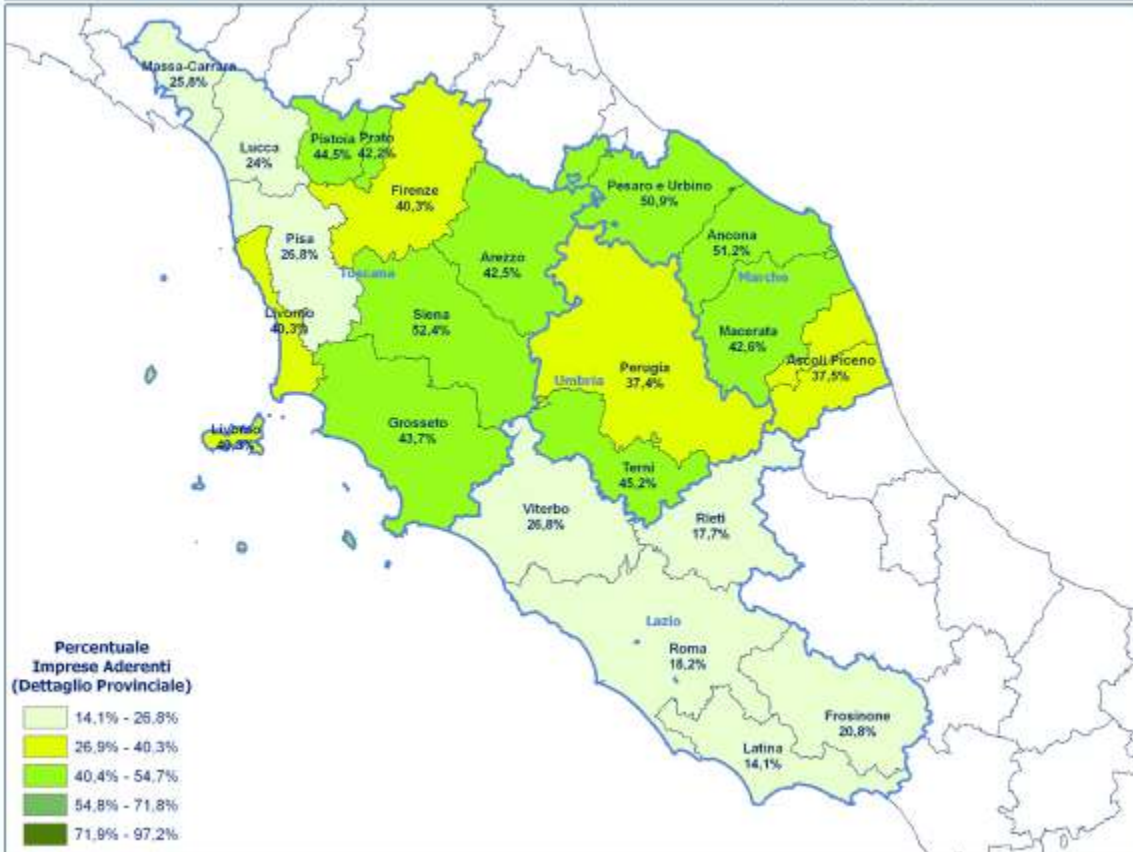 Massa-Carrara
25,8%
Lucca
24%
Pistoia
44,5%
Prato
42,2%
Firenze
40,3%
Pesaro e Urbino
50,9%
Ancona
51,2%
Pisa
26,8%
Arezzo
42,5%
Toscana
Marche
Livorno
40,3%
Siena
52,4%
Macerata
42,6%
Ascoli Piceno
37,5%
Perugia
37,4%
Umbria
Grosseto
43,7%
Livorno
40,3%
Terni
45,2%
Viterbo
26,8%
Rieti
17,7%
Lazio
Roma
18,2%
Frosinone
20,8%
Latina
14,1%
Percentuale
Imprese Aderenti
(Dettaglio Provinciale)
14,1% - 26,8%
26,9% - 40,3%
40,4% - 54,7%
54,8% - 71,8%
71,9% - 97,2%